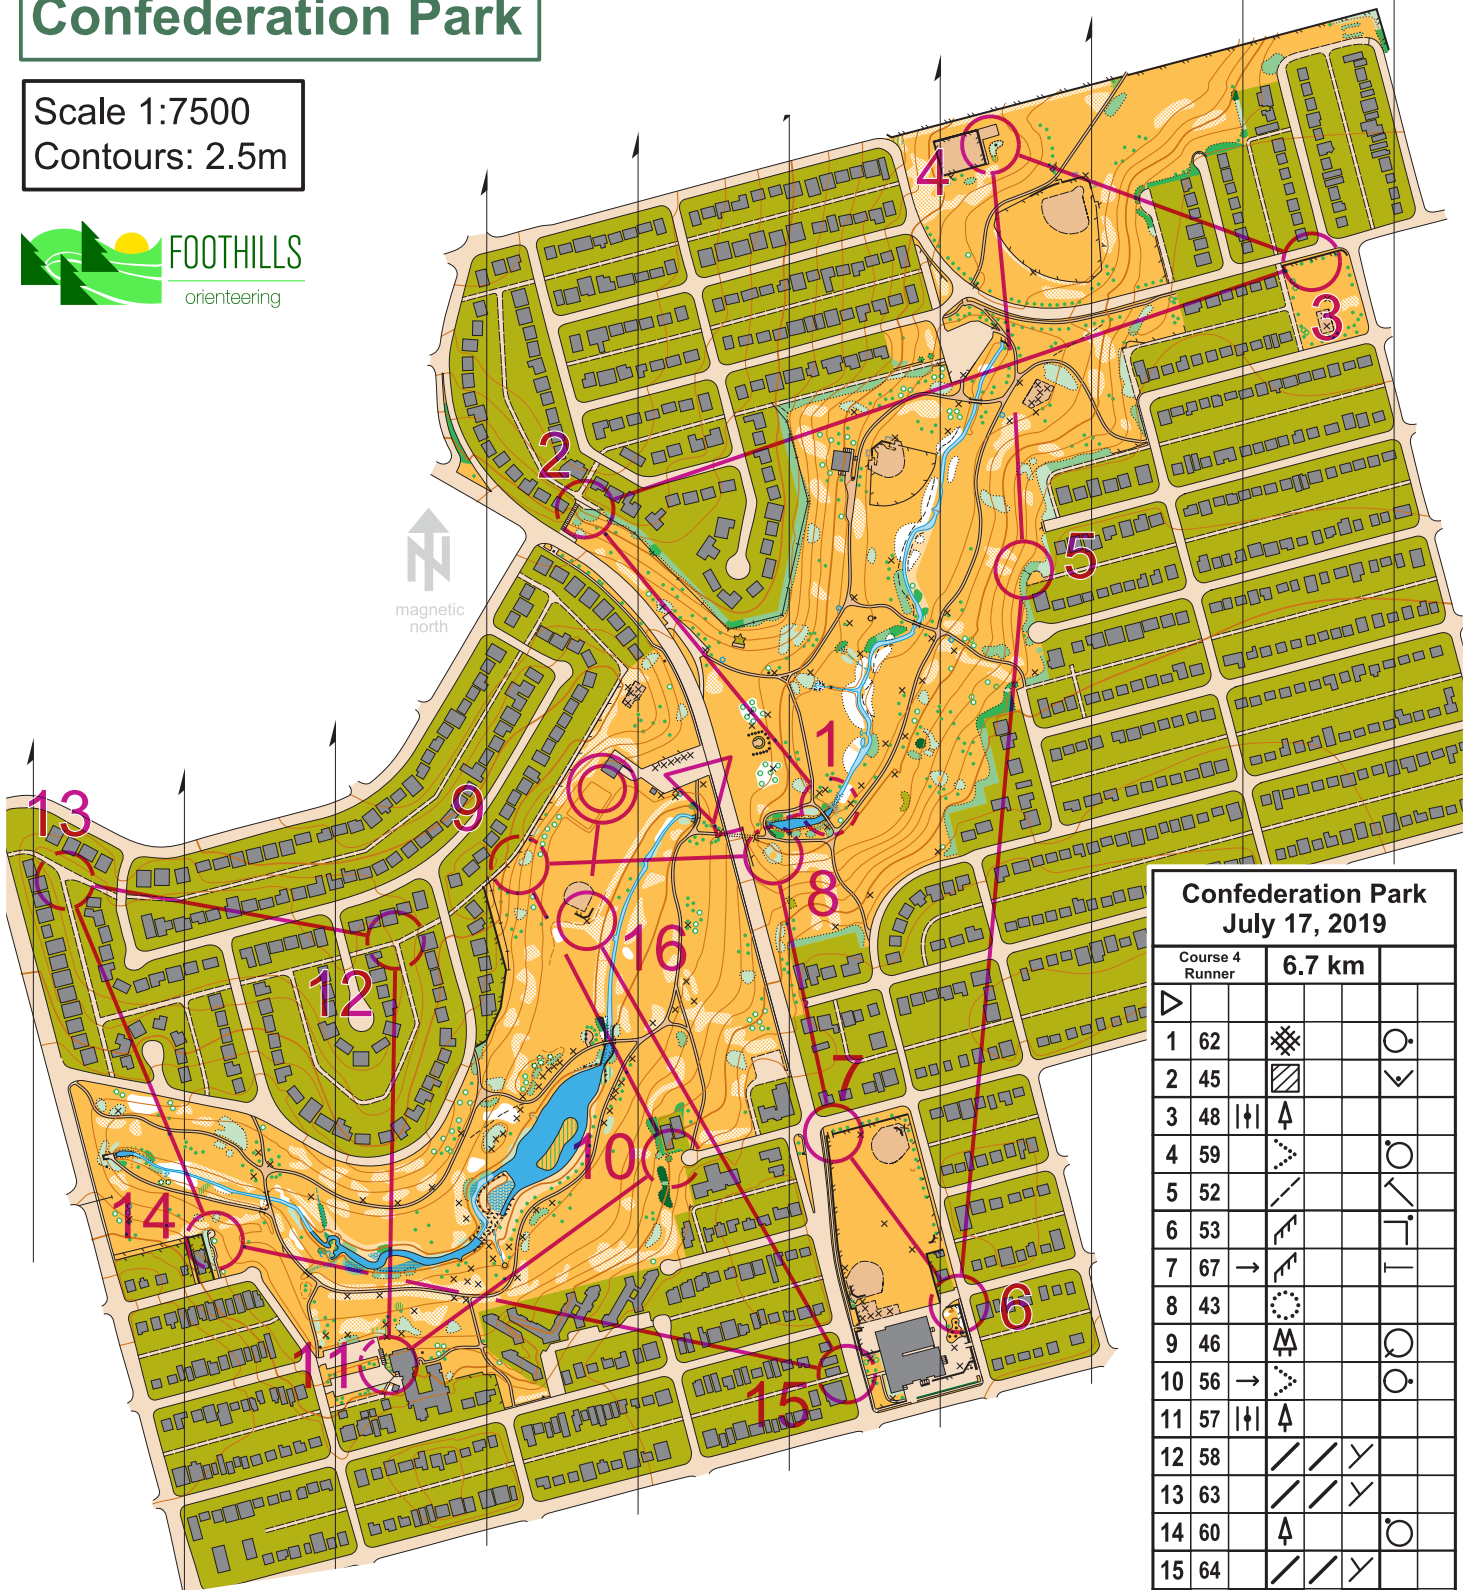 Confederation Park
Scale 1:7500
Contours: 2.5m
FOOTHILLS
orienteering
magnetic
north
4
3
2
5
1
13
9
8
16
12
7
10
14
6
11
15
Confederation Park
July 17, 2019
Course 4
Runner
6.7 km
1 62
2 45
3 48
4 59
5 52
6 53
7 67
8 43
9 46
10 56
11 57
12 58
13 63
14 60
15 64